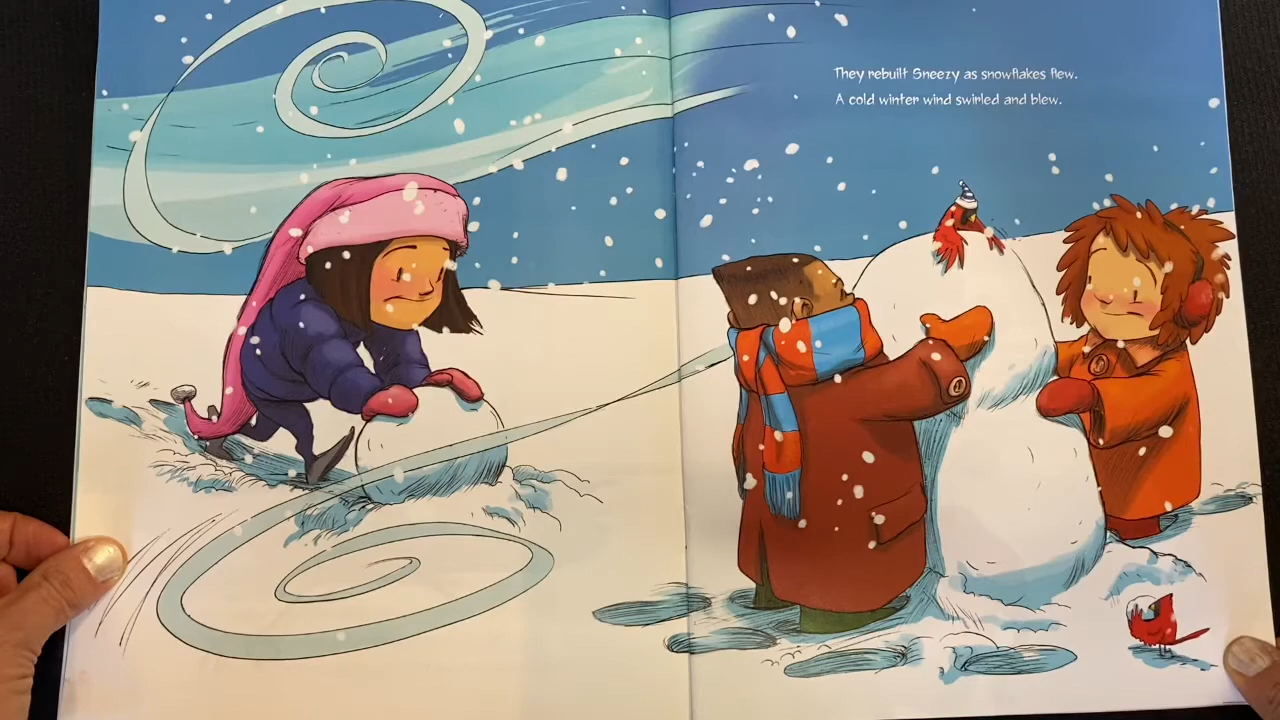 They rebuilt Sneezy as snowflakes flew.
A cold winter wind swirled and blew.